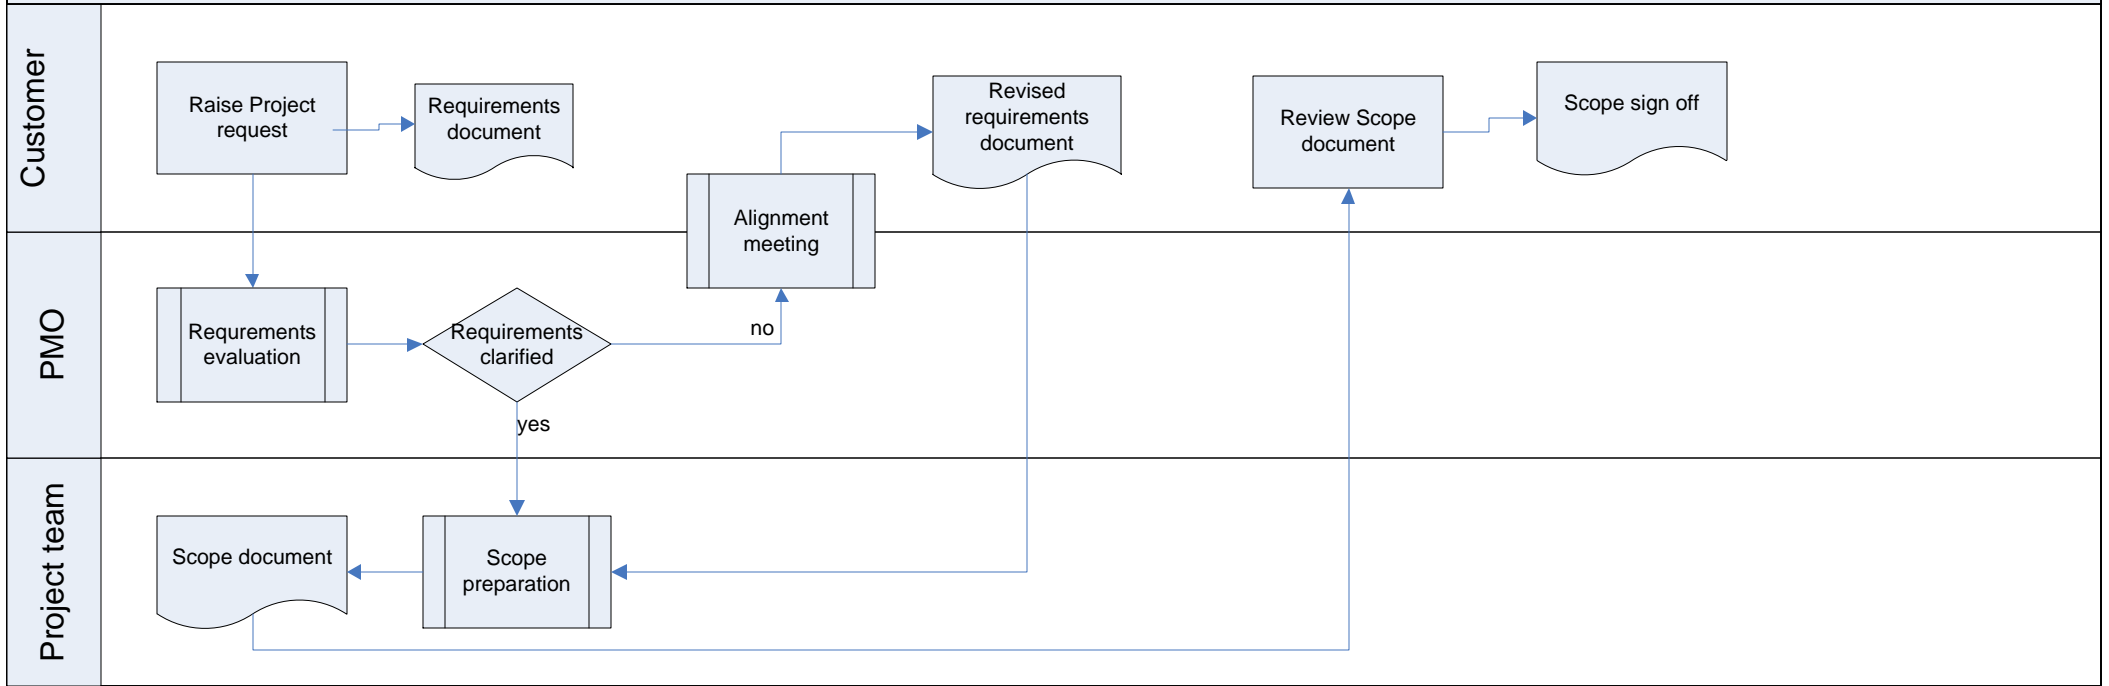 Customer
Raise Project
request
Requirements
document
Revised
requirements
document
Review Scope
document
Scope sign off
Alignment
meeting
PMO
Requrements
evaluation
Requirements
clarified
no
yes
Project team
Scope document
Scope
preparation